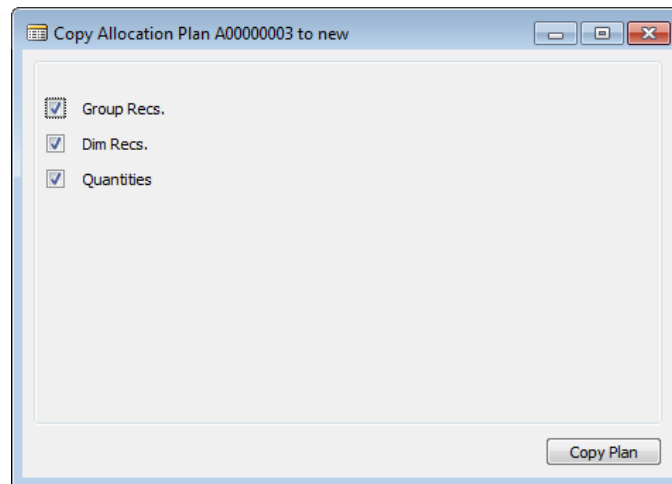 Copy Allocation Plan A00000003 to new
Group Recs.
Dim Recs.
Quantities
Copy Plan